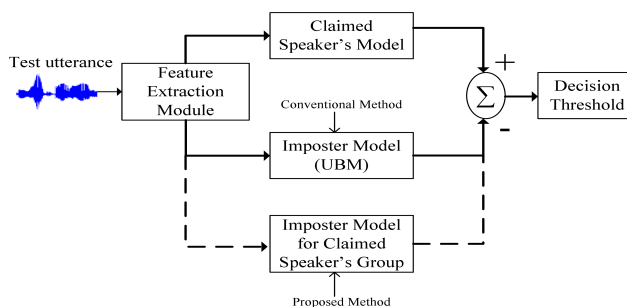 Test utterance
Feature
Extraction
Module
Claimed
Speaker's Model
Conventional Method
Imposter Model
(UBM)
Imposter Model
for Claimed
Speaker's Group
Proposed Method
+
Σ
-
Decision
Threshold